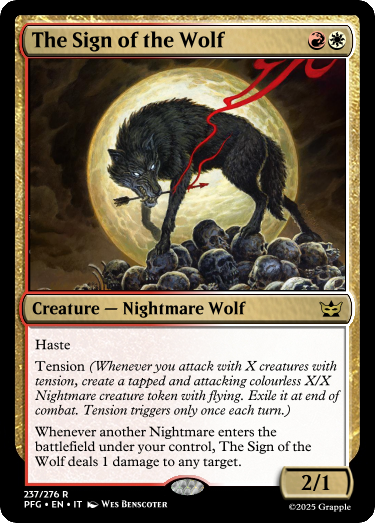 The Sign of the Wolf
Creature — Nightmare Wolf
Haste
Tension (Whenever you attack with X creatures with
tension, create a tapped and attacking colourless X/X
Nightmare creature token with flying. Exile it at end of
combat. Tension triggers only once each turn.)
Whenever another Nightmare enters the
battlefield under your control, The Sign of the
Wolf deals 1 damage to any target.
2/1
237/276 R
PFG • EN • IT Wes Benscoter
©2025 Grapple